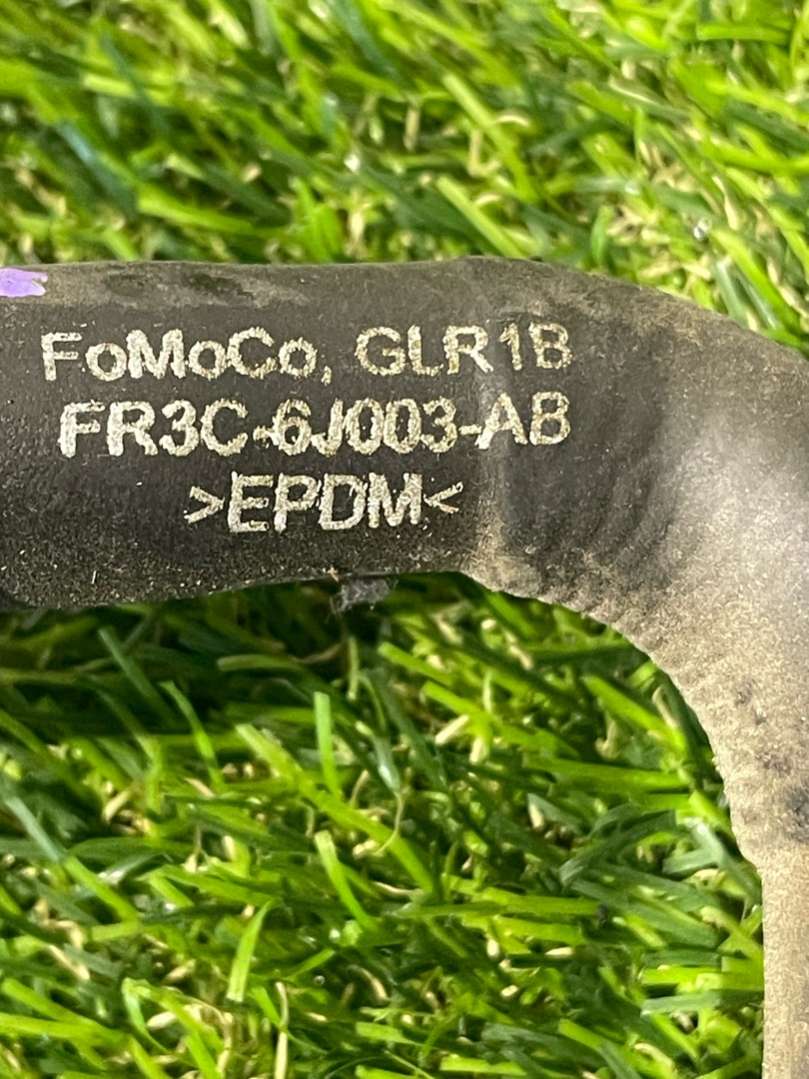 FoMoCo, GLR1B
FR3C-6J003-AB
>EPDM<